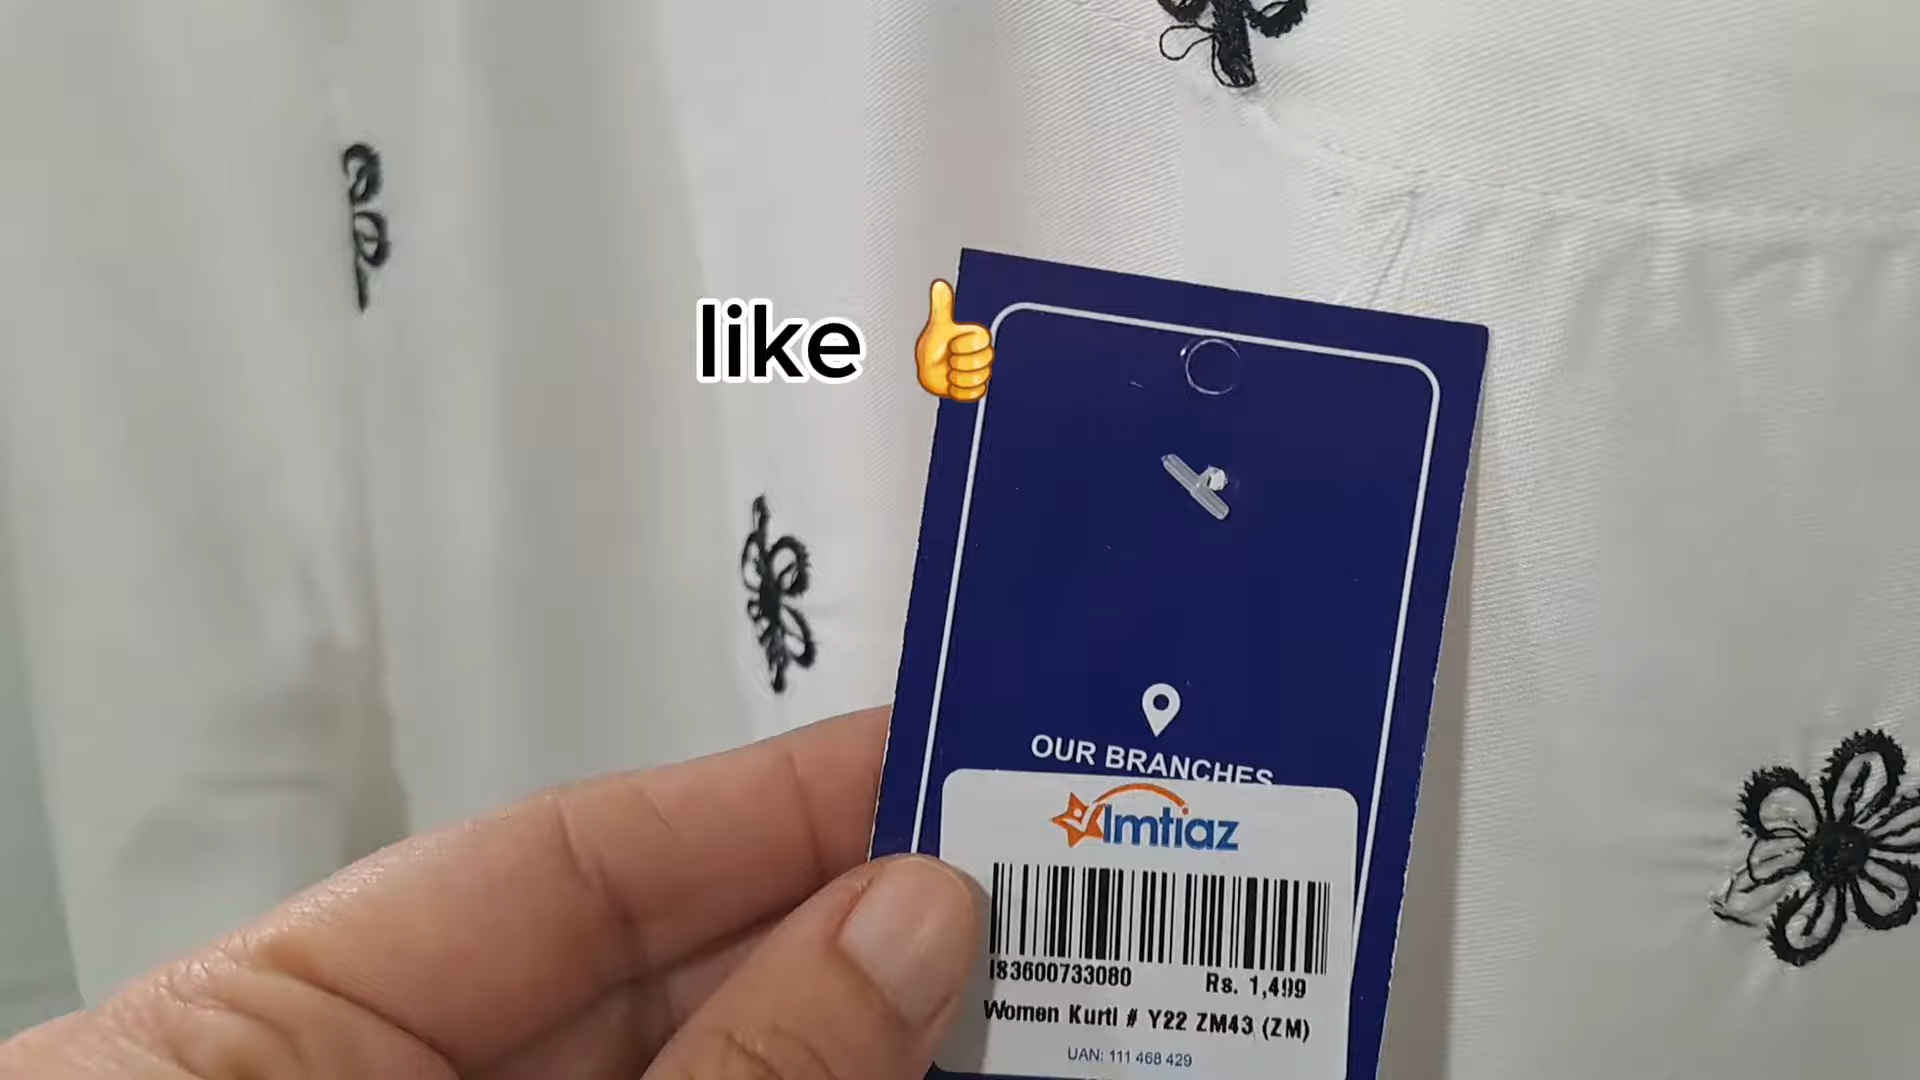 like 👍
OUR BRANCHES
Imtiaz
183600733080 Rs. 1,499
Women Kurti # Y22 ZM43 (ZM)
UAN: 111 468 429